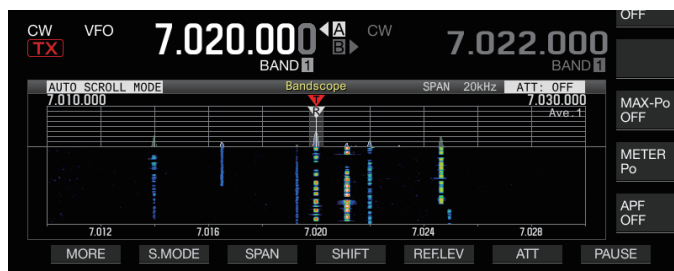 OFF
CW VFO 7.020.000 A CW 7.022.000
TX B
BAND 1 BAND 1
AUTO SCROLL MODE Bandscope SPAN 20kHz ATT: OFF
7.010.000 T 7.030.000
R Ave.1
MAX-Po
OFF
METER
Po
APF
OFF
7.012 7.016 7.020 7.024 7.028
MORE S.MODE SPAN SHIFT REF.LEV ATT PAUSE